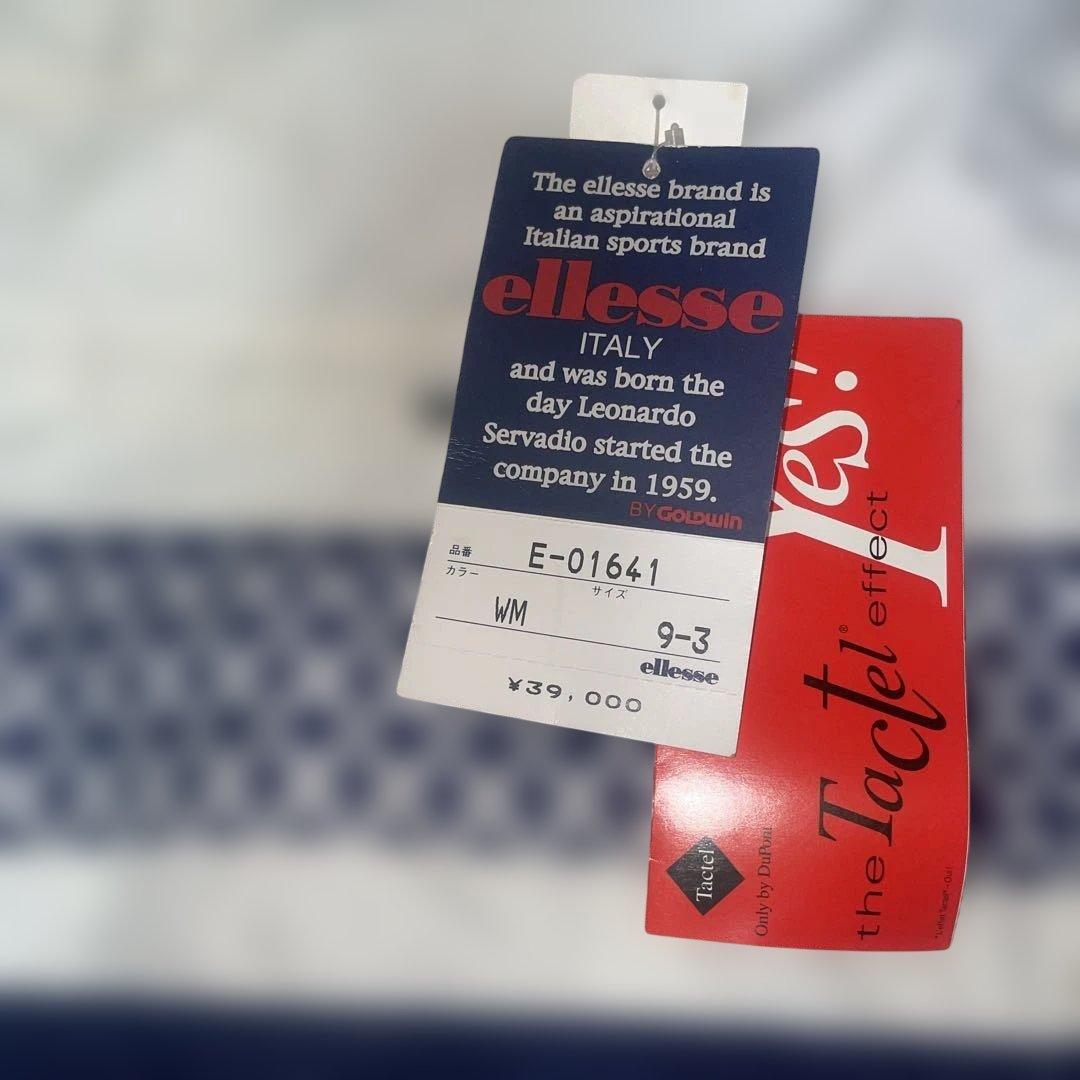 The ellesse brand is
an aspirational
Italian sports brand
ellesse
ITALY
and was born the
day Leonardo
Servadio started the
company in 1959.
BY GOLDWIN
品番 E-01641
カラー サイズ
WM 9-3
ellesse
¥39,000
Yes!
the Tactel® effect
Tactel®
Only by DuPont